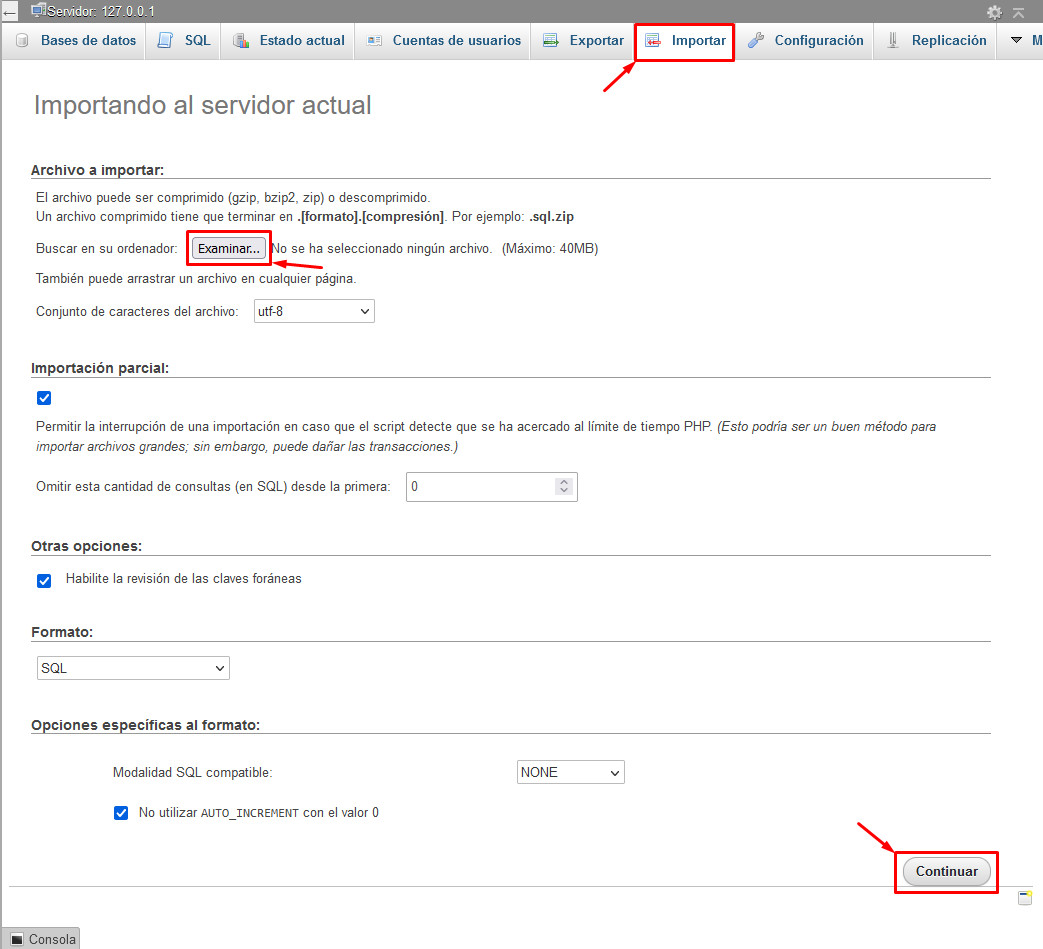 Servidor: 127.0.0.1
Bases de datos SQL Estado actual Cuentas de usuarios Exportar Importar Configuración Replicación M
Importando al servidor actual
Archivo a importar:
El archivo puede ser comprimido (gzip, bzip2, zip) o descomprimido.
Un archivo comprimido tiene que terminar en .[formato].[compresión]. Por ejemplo: .sql.zip
Buscar en su ordenador: Examinar... No se ha seleccionado ningún archivo. (Máximo: 40MB)
También puede arrastrar un archivo en cualquier página.
Conjunto de caracteres del archivo: utf-8
Importación parcial:
Permitir la interrupción de una importación en caso que el script detecte que se ha acercado al límite de tiempo PHP. (Esto podría ser un buen método para
importar archivos grandes; sin embargo, puede dañar las transacciones.)
Omitir esta cantidad de consultas (en SQL) desde la primera: 0
Otras opciones:
Habilite la revisión de las claves foráneas
Formato:
SQL
Opciones específicas al formato:
Modalidad SQL compatible: NONE
No utilizar AUTO_INCREMENT con el valor 0
Continuar
Consola